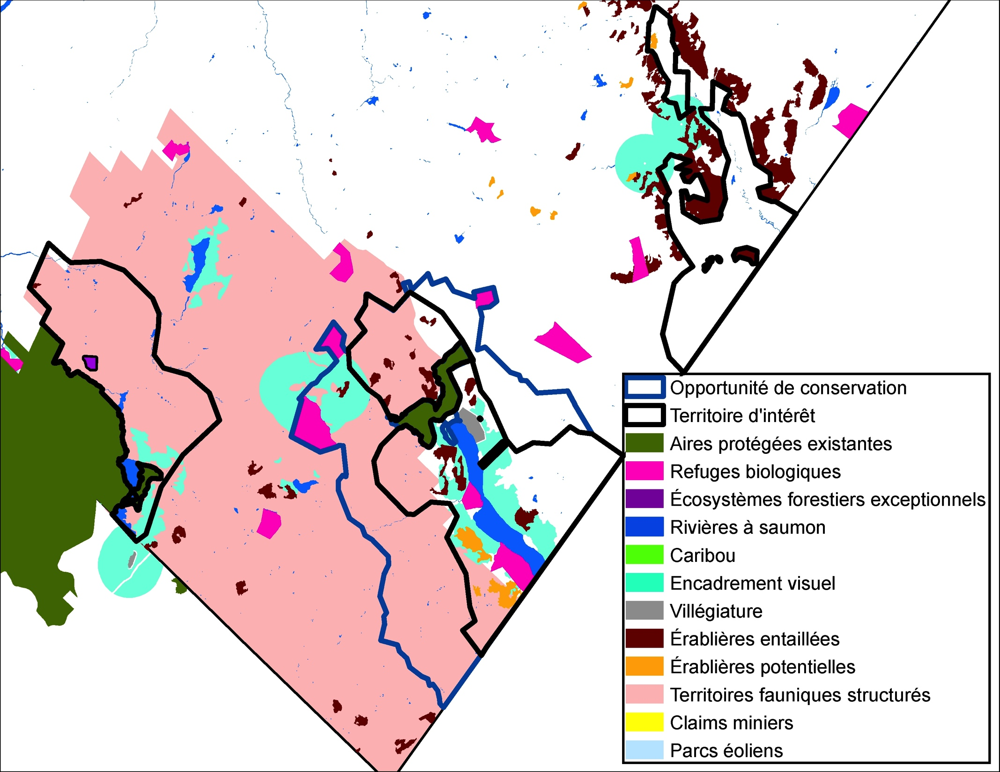 Opportunité de conservation
Territoire d'intérêt
Aires protégées existantes
Refuges biologiques
Écosystèmes forestiers exceptionnels
Rivières à saumon
Caribou
Encadrement visuel
Villégiature
Érablières entaillées
Érablières potentielles
Territoires fauniques structurés
Claims miniers
Parcs éoliens